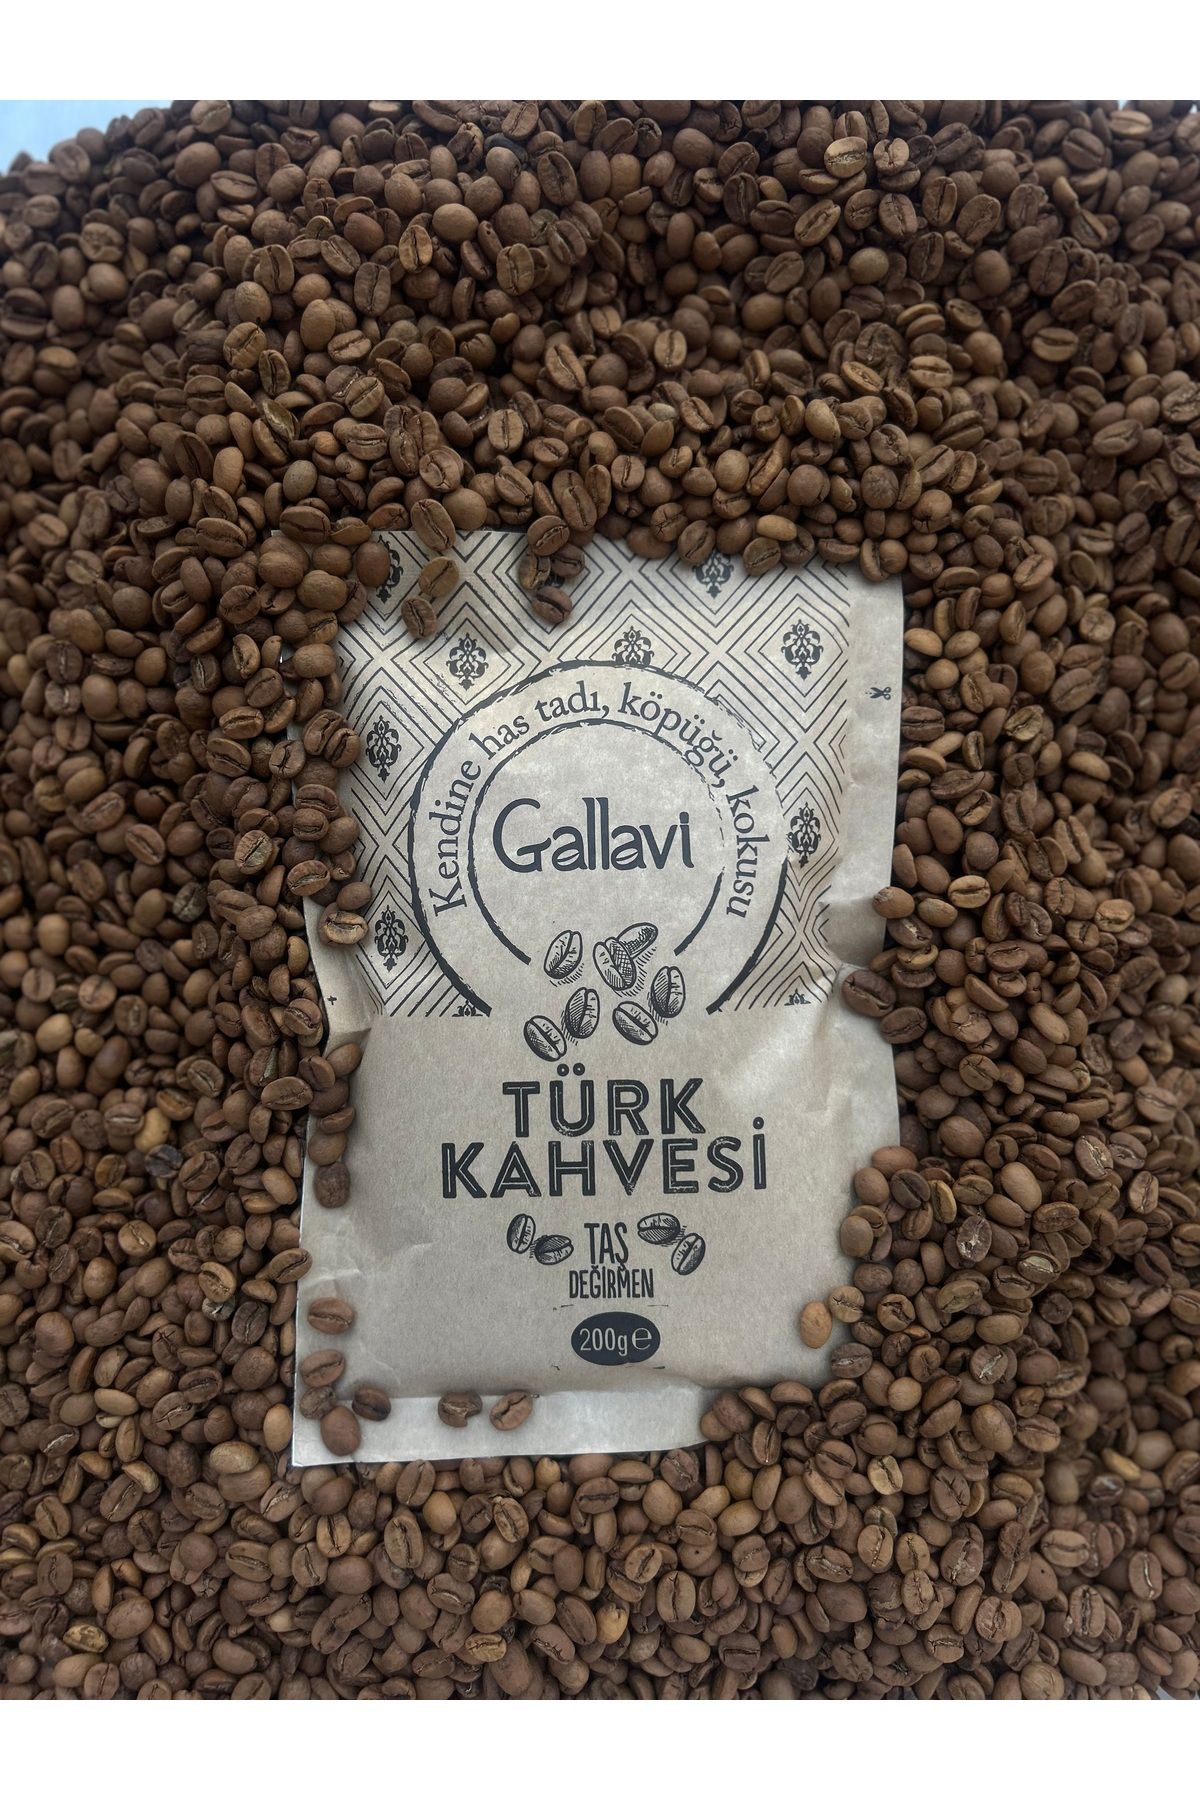 Kendine has tadı, köpüğü, kokusu
Gallavi
TÜRK
KAHVESİ
TAŞ
DEĞİRMEN
200g e